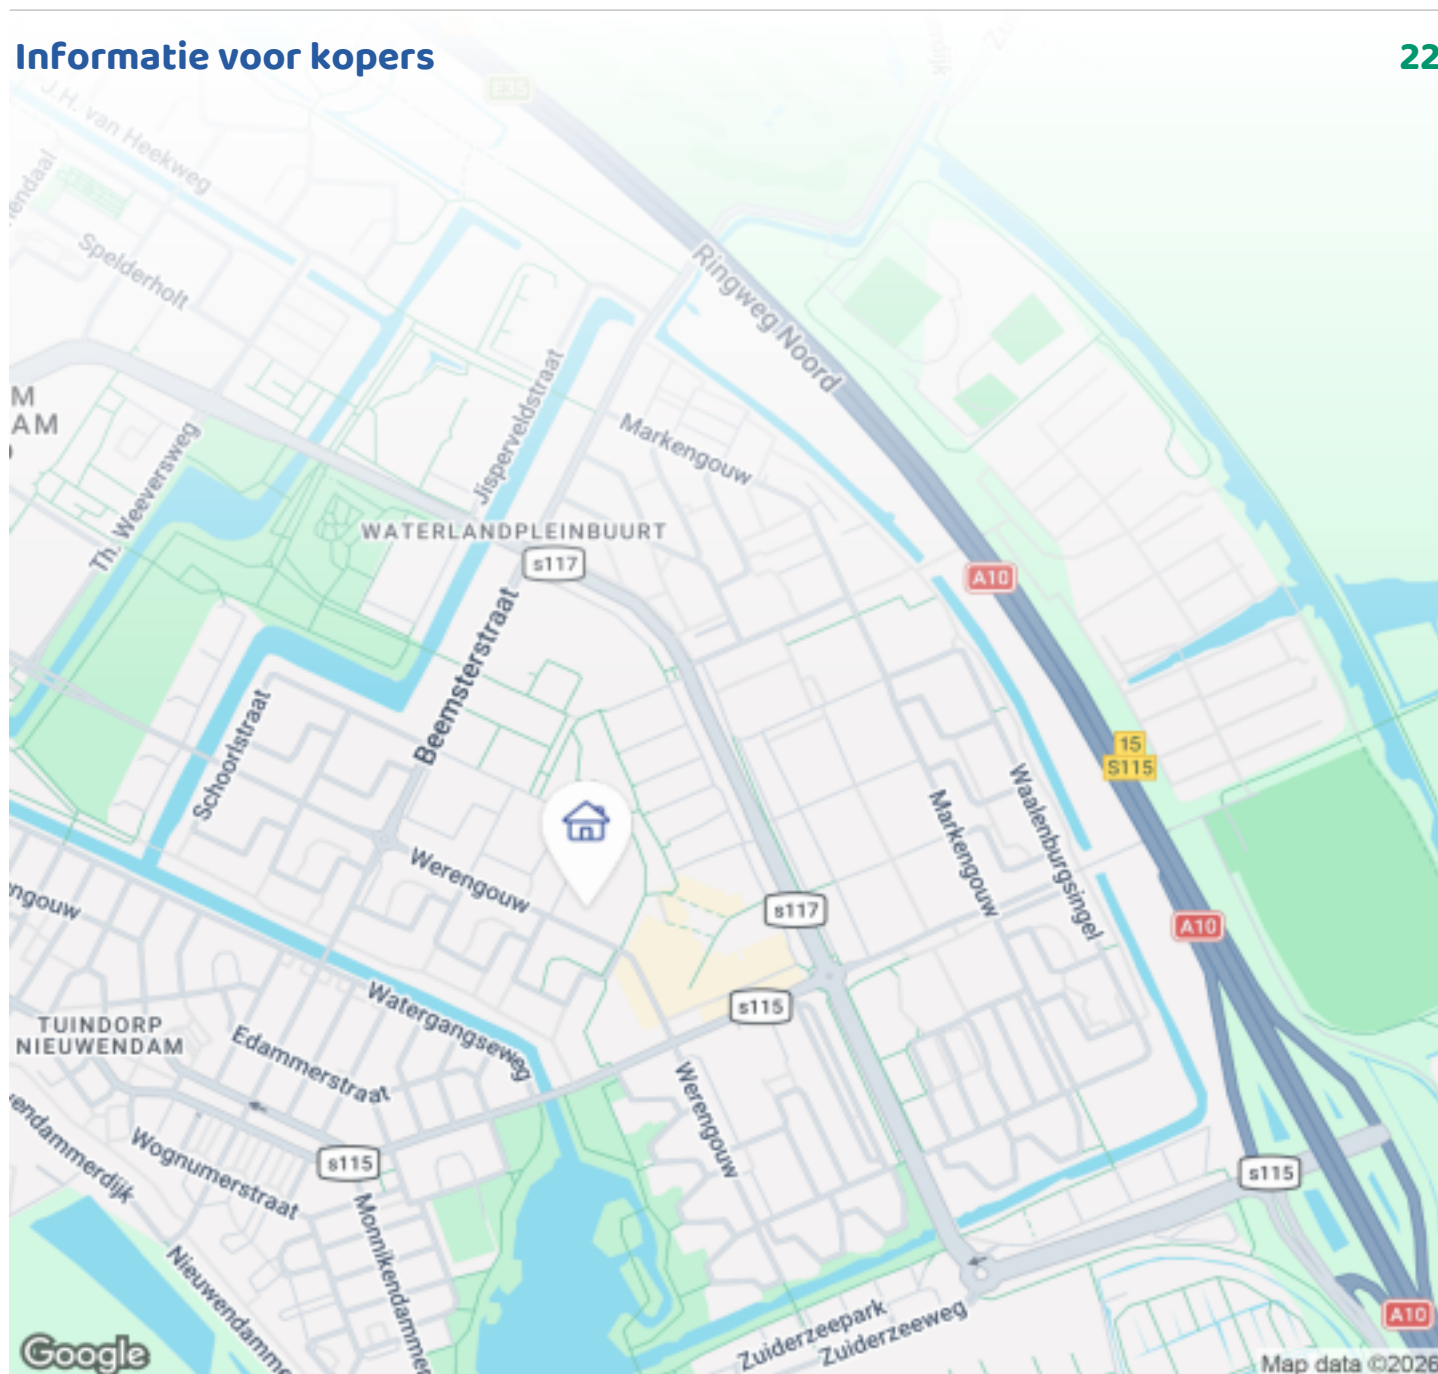 Informatie voor kopers
22
E35
J.H. van Heekweg
Spelderholt
Ringweg Noord
Jisperveldstraat
Markengouw
M
AM
Th. Weeversweg
WATERLANDPLEINBUURT
s117
A10
Beemsterstraat
Schoorlstraat
15
S115
Waalenburgsingel
Markengouw
Werengouw
ngouw
s117
A10
Watergangseweg
s115
TUINDORP
NIEUWENDAM
Edammerstraat
Werengouw
endammerdijk
Wognumerstraat
s115
s115
Monnikendammer
Nieuwendamme
Zuiderzeepark
Zuiderzeeweg
A10
Google
Map data ©2026